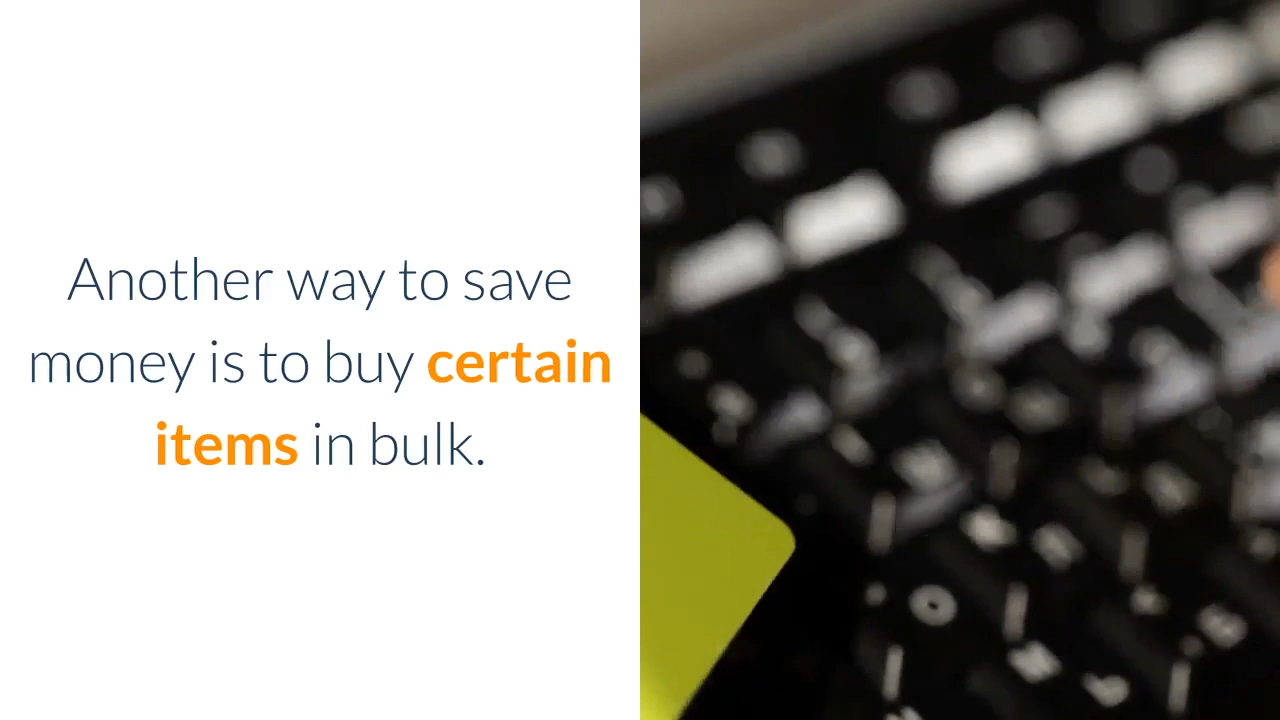 Another way to save
money is to buy certain
items in bulk.